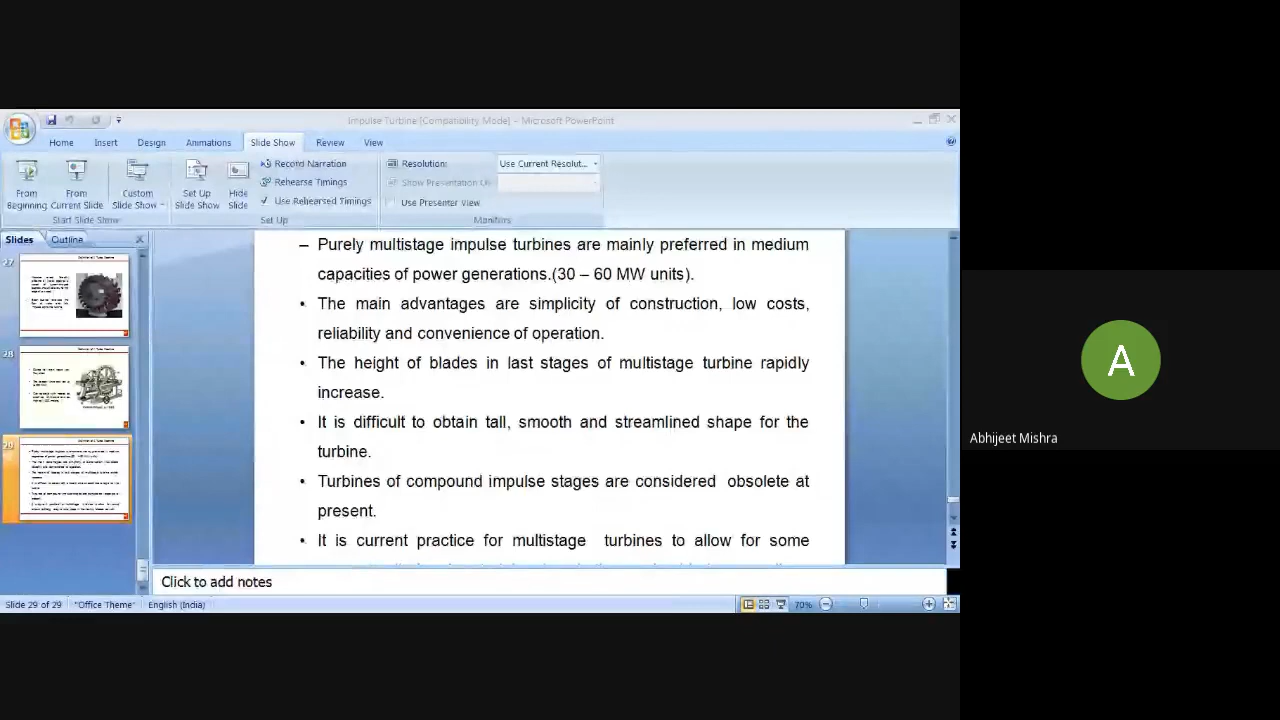 Impulse Turbine [Compatibility Mode] - Microsoft PowerPoint
Home Insert Design Animations Slide Show Review View
From Beginning
From Current Slide
Custom Slide Show
Start Slide Show
Set Up Slide Show
Hide Slide
Record Narration
Rehearse Timings
Use Rehearsed Timings
Set Up
Resolution: Use Current Resolut...
Show Presentation On
Use Presenter View
Monitors
Slides Outline
27
28
29
– Purely multistage impulse turbines are mainly preferred in medium
capacities of power generations.(30 – 60 MW units).
• The main advantages are simplicity of construction, low costs,
reliability and convenience of operation.
• The height of blades in last stages of multistage turbine rapidly
increase.
• It is difficult to obtain tall, smooth and streamlined shape for the
turbine.
• Turbines of compound impulse stages are considered obsolete at
present.
• It is current practice for multistage turbines to allow for some
Click to add notes
Slide 29 of 29 "Office Theme" English (India) 70%
A
Abhijeet Mishra